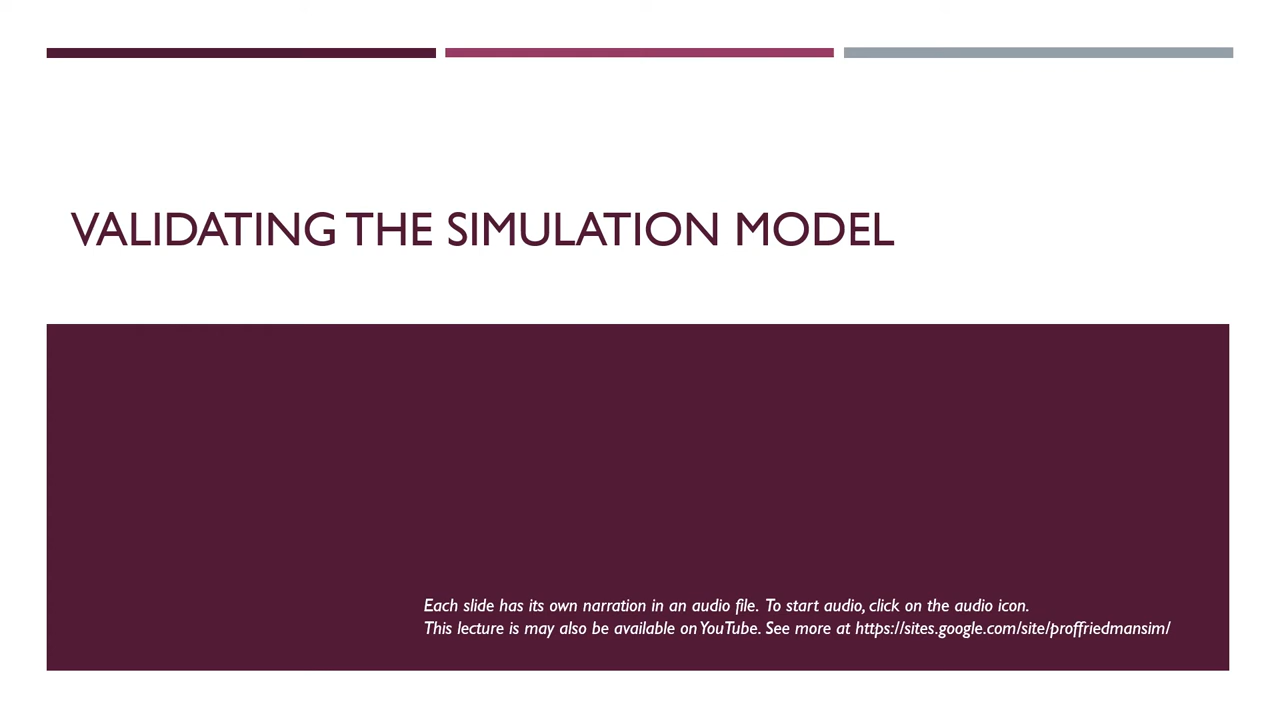 VALIDATING THE SIMULATION MODEL
Each slide has its own narration in an audio file. To start audio, click on the audio icon.
This lecture is may also be available on YouTube. See more at https://sites.google.com/site/proffriedmansim/